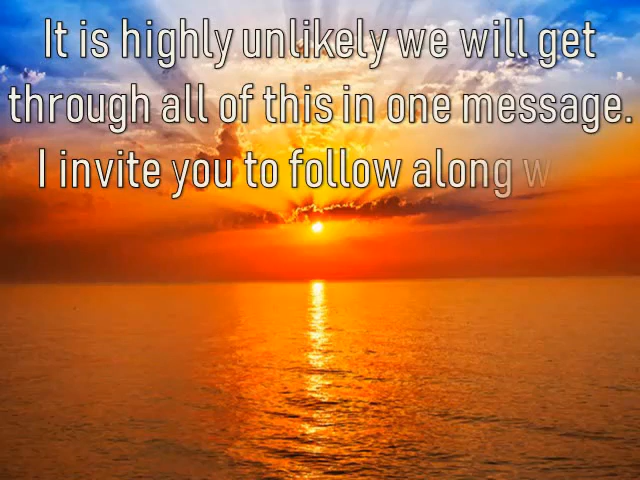 It is highly unlikely we will get
through all of this in one message.
I invite you to follow along